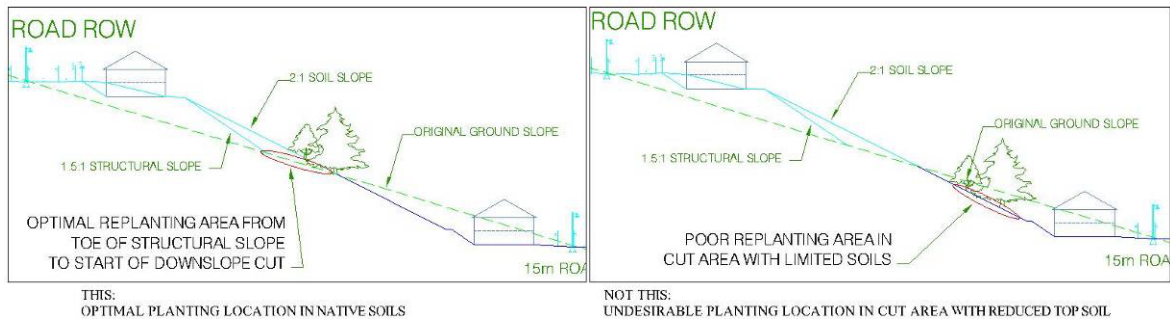 ROAD ROW
2:1 SOIL SLOPE
ORIGINAL GROUND SLOPE
1.5:1 STRUCTURAL SLOPE
OPTIMAL REPLANTING AREA FROM
TOE OF STRUCTURAL SLOPE
TO START OF DOWNSLOPE CUT
15m ROA
THIS:
OPTIMAL PLANTING LOCATION IN NATIVE SOILS
ROAD ROW
2:1 SOIL SLOPE
ORIGINAL GROUND SLOPE
1.5:1 STRUCTURAL SLOPE
POOR REPLANTING AREA IN
CUT AREA WITH LIMITED SOILS
15m ROA
NOT THIS:
UNDESIRABLE PLANTING LOCATION IN CUT AREA WITH REDUCED TOP SOIL